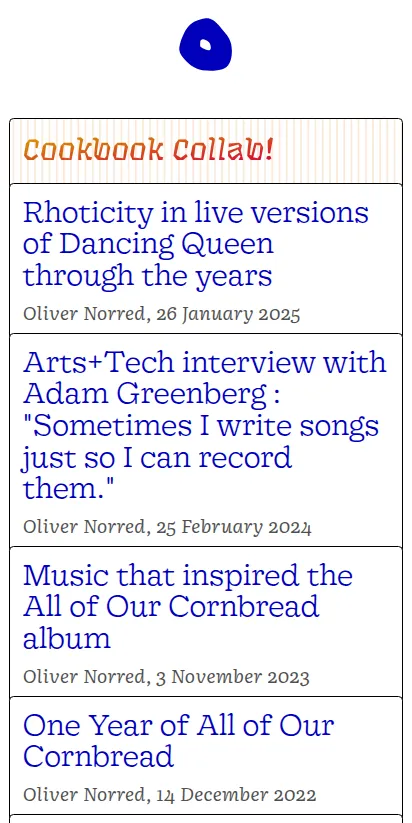 Cookbook Collab!
Rhoticity in live versions
of Dancing Queen
through the years
Oliver Norred, 26 January 2025
Arts+Tech interview with
Adam Greenberg :
"Sometimes I write songs
just so I can record
them."
Oliver Norred, 25 February 2024
Music that inspired the
All of Our Cornbread
album
Oliver Norred, 3 November 2023
One Year of All of Our
Cornbread
Oliver Norred, 14 December 2022